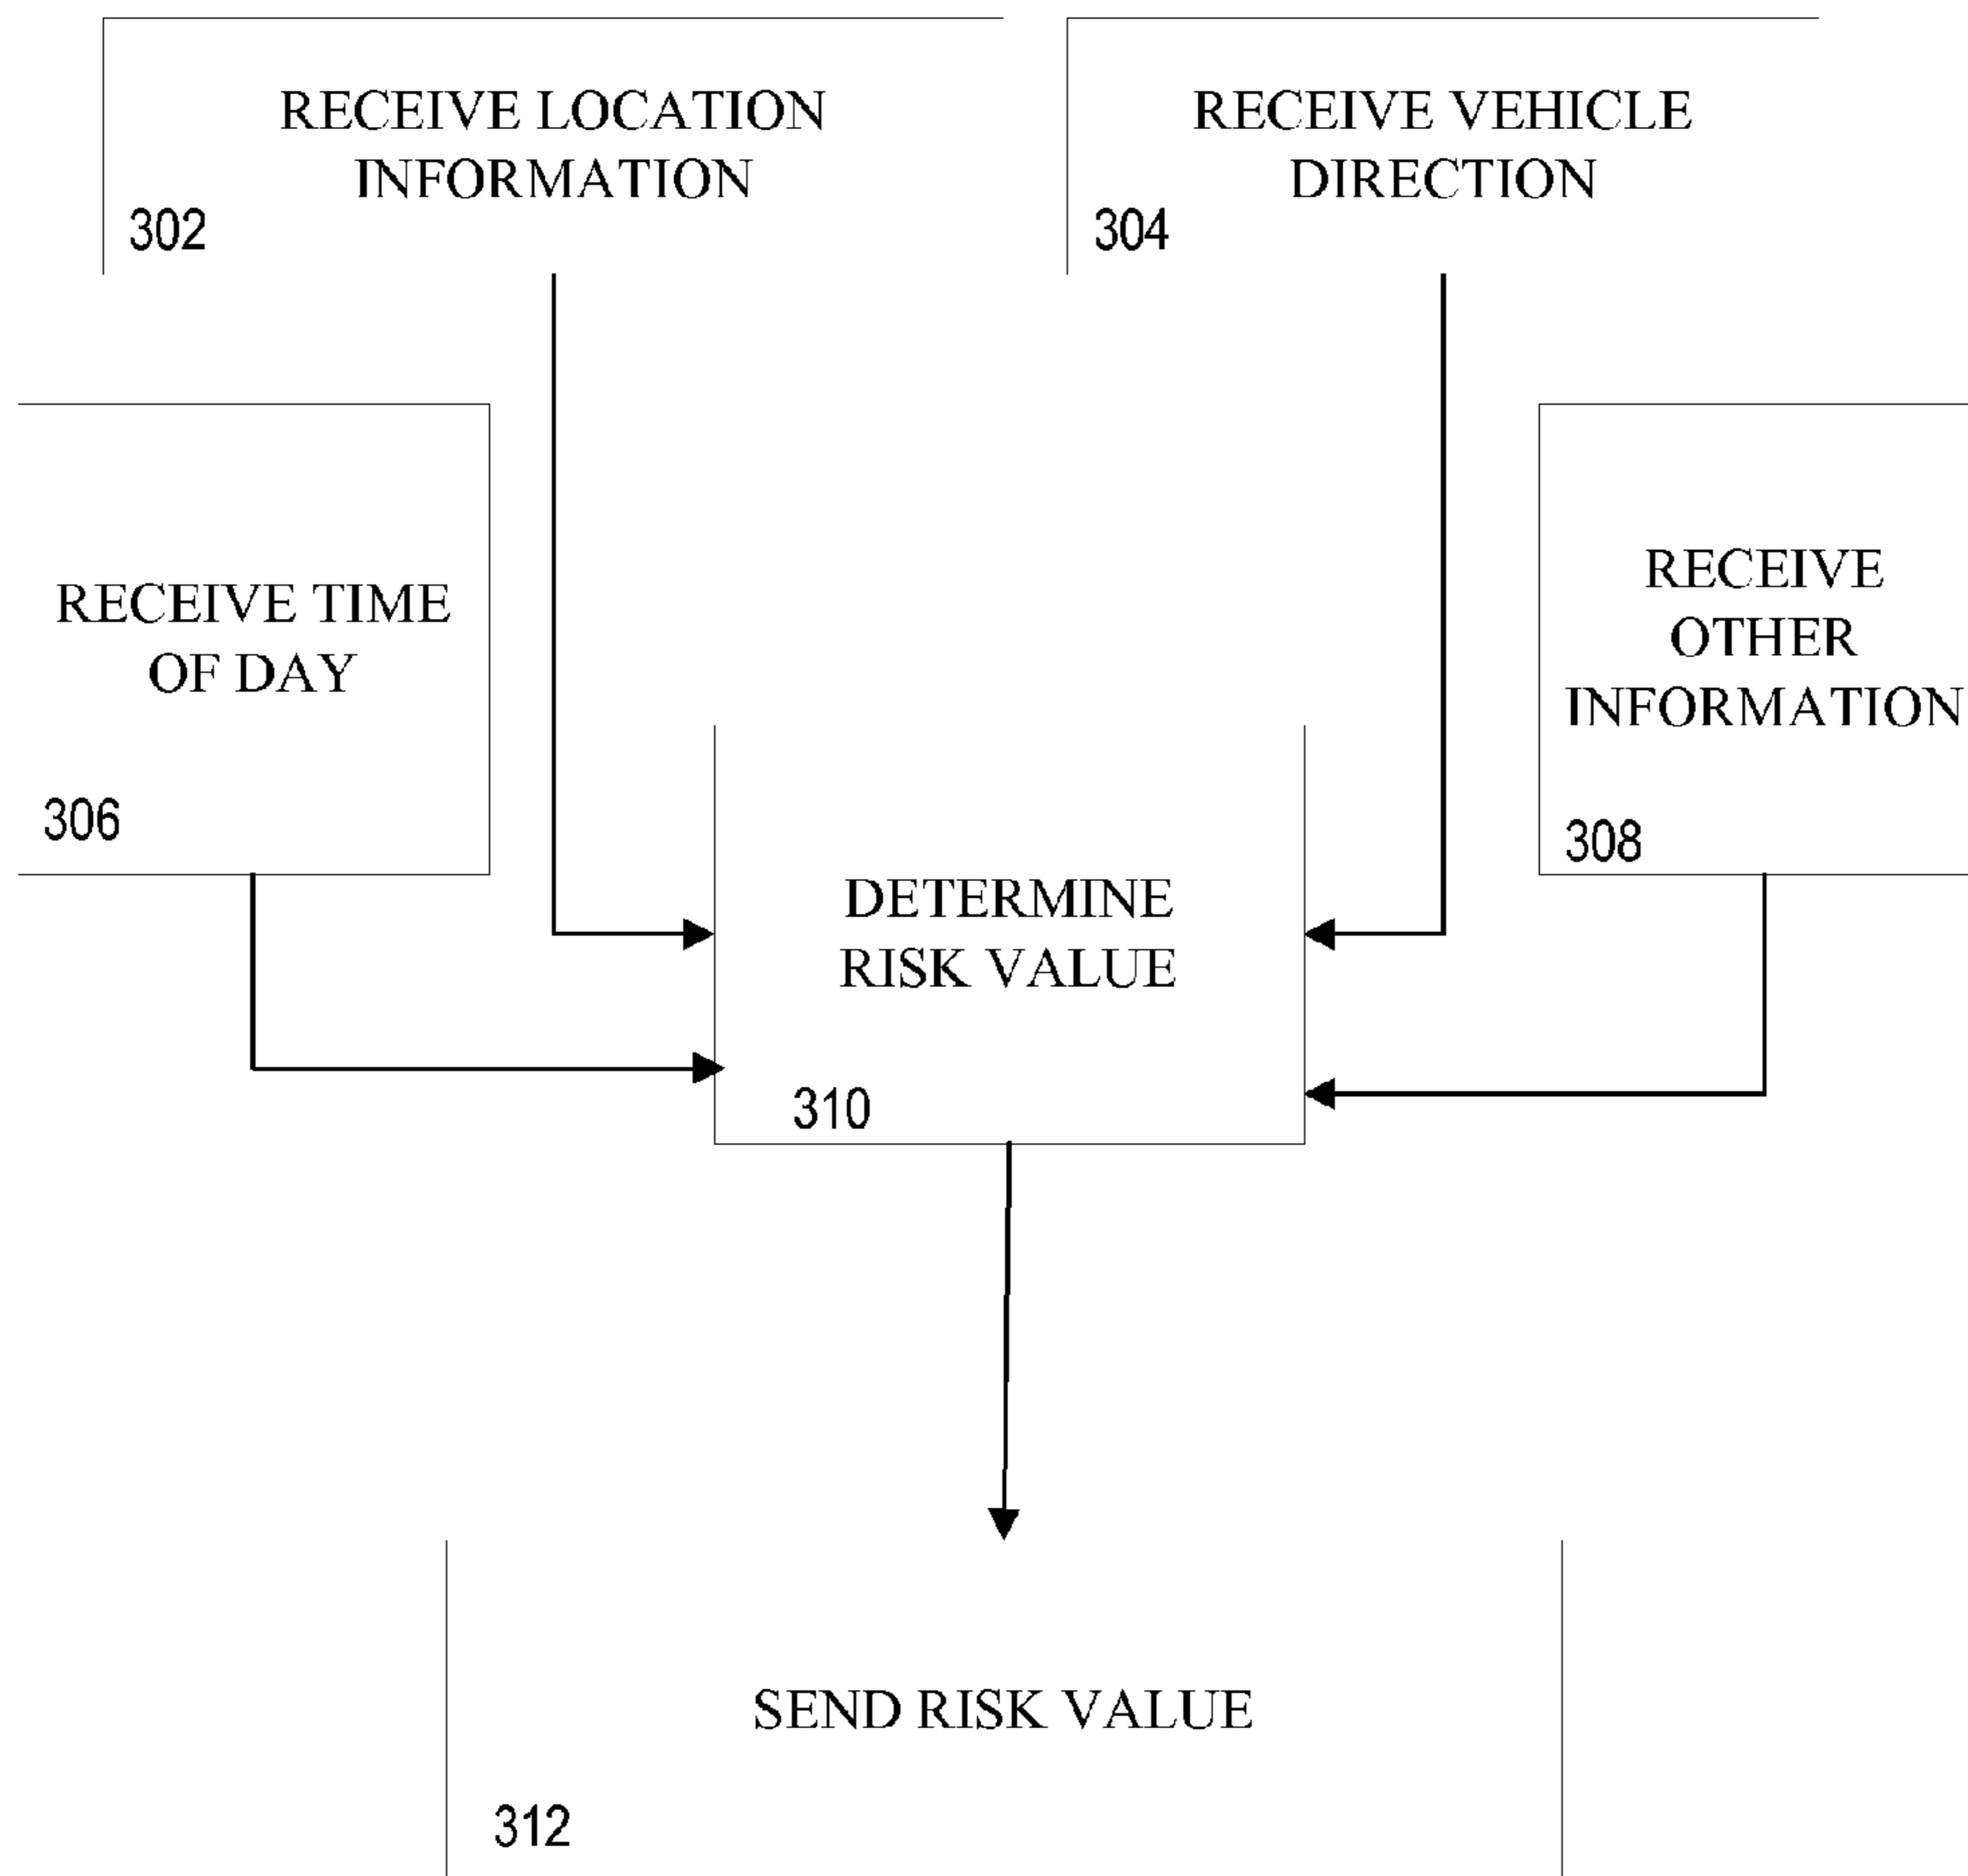 RECEIVE LOCATION
INFORMATION
302
RECEIVE VEHICLE
DIRECTION
304
RECEIVE TIME
OF DAY
306
RECEIVE
OTHER
INFORMATION
308
DETERMINE
RISK VALUE
310
SEND RISK VALUE
312